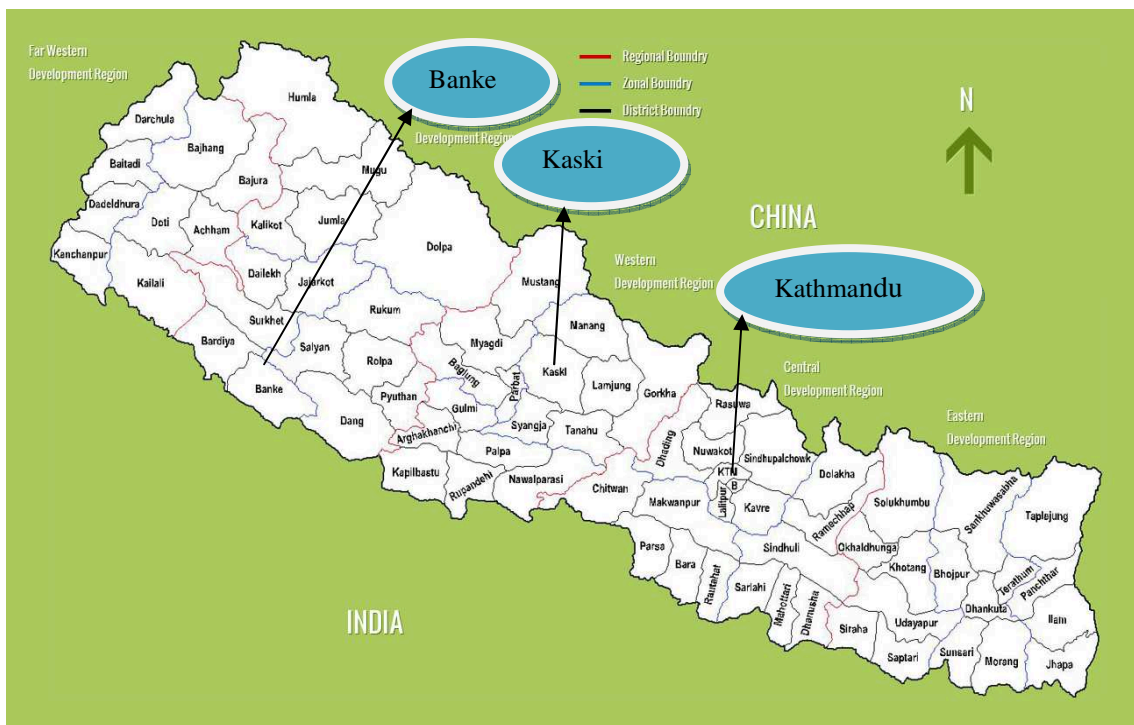 Far Western
Development Region
Banke
Regional Boundry
Zonal Boundry
District Boundry
Development Region
Kaski
N
CHINA
Western
Development Region
Kathmandu
Central
Development Region
Eastern
Development Region
INDIA
Humla
Darchula
Bajhang
Baitadi
Bajura
Mugu
Dadeldhura
Doti
Achham
Kalikot
Jumla
Dolpa
Kanchanpur
Kailali
Dailekh
Jajarkot
Mustang
Surkhet
Rukum
Bardiya
Salyan
Myagdi
Manang
Rolpa
Baglung
Parbat
Kaski
Lamjung
Gorkha
Banke
Pyuthan
Gulmi
Dang
Arghakhanchi
Syangja
Tanahu
Palpa
Kapilbastu
Rupandehi
Nawalparasi
Chitwan
Dhading
Rasuwa
Nuwakot
Sindhupalchowk
KTM
B
Lalitpur
Kavre
Makwanpur
Dolakha
Ramechhap
Solukhumbu
Sankhuwasabha
Taplejung
Okhaldhunga
Sindhuli
Khotang
Bhojpur
Terathum
Panchthar
Parsa
Bara
Rautahat
Sarlahi
Mahottari
Dhanusha
Siraha
Udayapur
Dhankuta
Ilam
Saptari
Sunsari
Morang
Jhapa